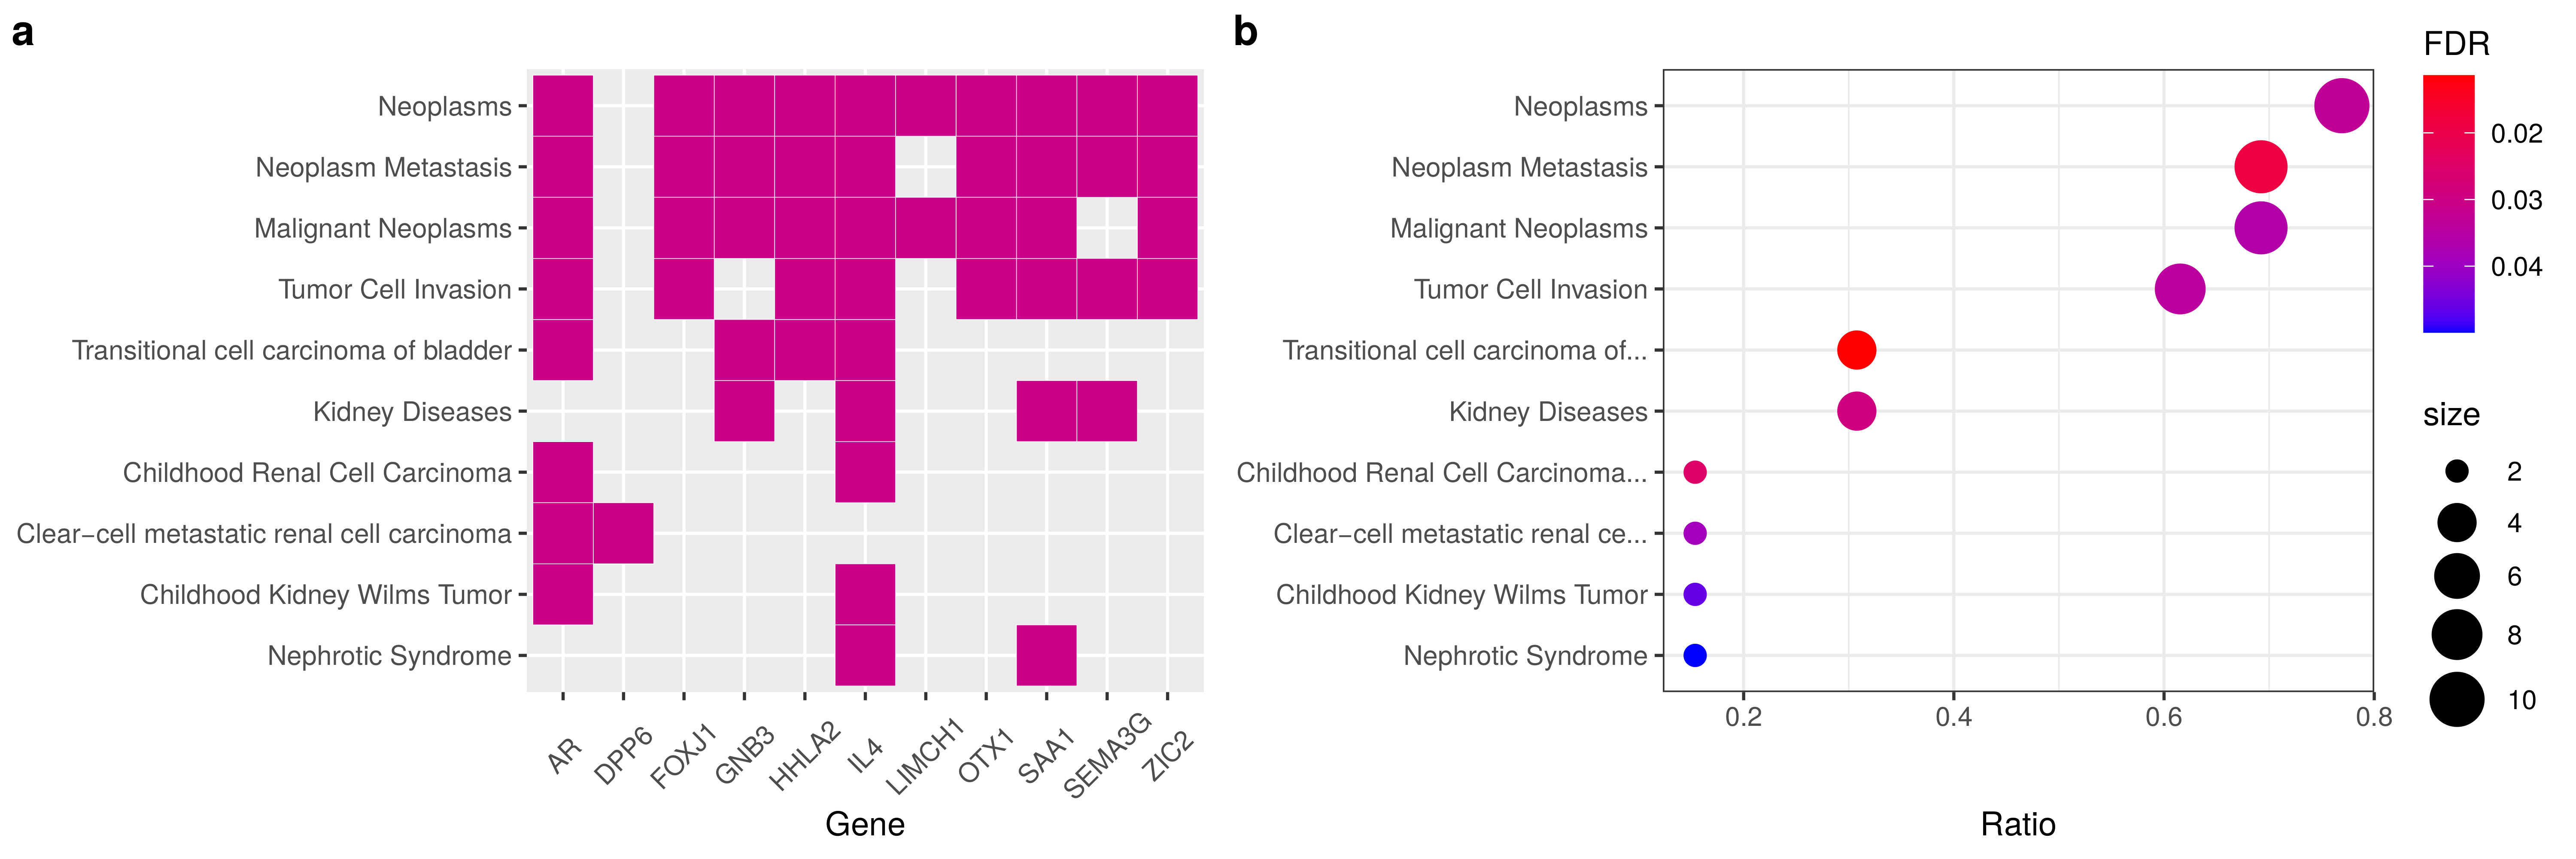 a
Neoplasms
Neoplasm Metastasis
Malignant Neoplasms
Tumor Cell Invasion
Transitional cell carcinoma of bladder
Kidney Diseases
Childhood Renal Cell Carcinoma
Clear−cell metastatic renal cell carcinoma
Childhood Kidney Wilms Tumor
Nephrotic Syndrome
AR
DPP6
FOXJ1
GNB3
HHLA2
IL4
LIMCH1
OTX1
SAA1
SEMA3G
ZIC2
Gene
b
Neoplasms
Neoplasm Metastasis
Malignant Neoplasms
Tumor Cell Invasion
Transitional cell carcinoma of...
Kidney Diseases
Childhood Renal Cell Carcinoma...
Clear−cell metastatic renal ce...
Childhood Kidney Wilms Tumor
Nephrotic Syndrome
0.2
0.4
0.6
0.8
Ratio
FDR
0.02
0.03
0.04
size
2
4
6
8
10